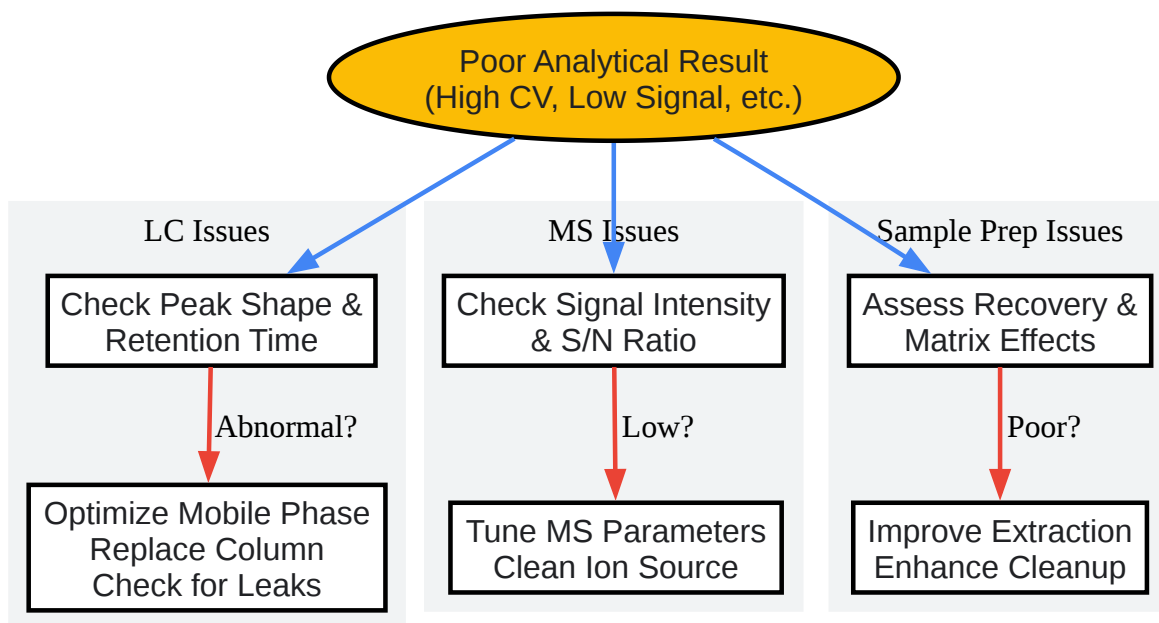 Poor Analytical Result
(High CV, Low Signal, etc.)
LC Issues
Check Peak Shape &
Retention Time
Abnormal?
Optimize Mobile Phase
Replace Column
Check for Leaks
MS Issues
Check Signal Intensity
& S/N Ratio
Low?
Tune MS Parameters
Clean Ion Source
Sample Prep Issues
Assess Recovery &
Matrix Effects
Poor?
Improve Extraction
Enhance Cleanup